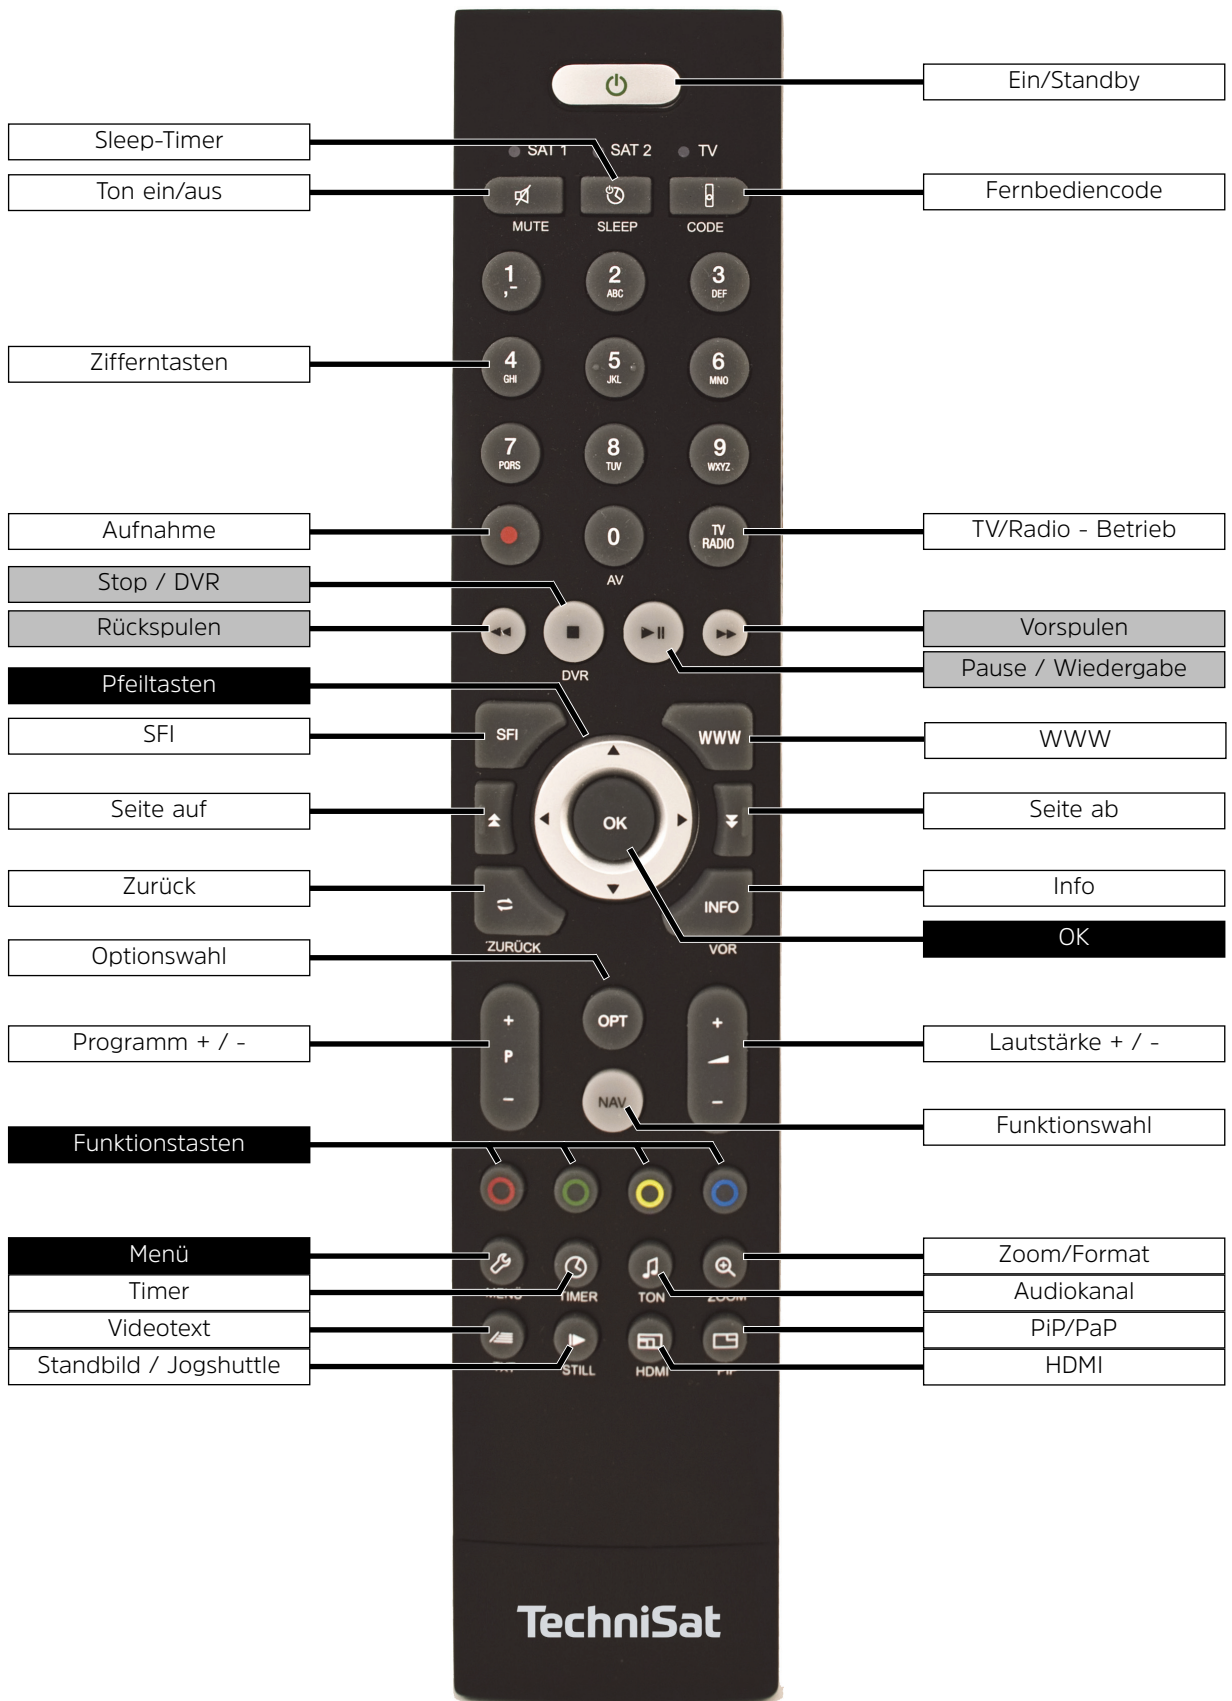 Ein/Standby
Sleep-Timer
SAT 1 SAT 2 TV
Ton ein/aus
Fernbediencode
MUTE SLEEP CODE
1 ,- 2 ABC 3 DEF
Zifferntasten
4 GHI 5 JKL 6 MNO
7 PQRS 8 TUV 9 WXYZ
Aufnahme
0 TV RADIO
TV/Radio - Betrieb
AV
Stop / DVR
Rückspulen
Vorspulen
Pause / Wiedergabe
DVR
Pfeiltasten
SFI
SFI
WWW
WWW
Seite auf
OK
Seite ab
Zurück
INFO
Info
ZURÜCK
VOR
OK
Optionswahl
OPT
Programm + / -
+ P -
+ -
Lautstärke + / -
NAV
Funktionswahl
Funktionstasten
Menü
Zoom/Format
Timer
MENÜ TIMER TON ZOOM
Audiokanal
Videotext
PiP/PaP
Standbild / Jogshuttle
TXT STILL HDMI PIP
HDMI
TechniSat